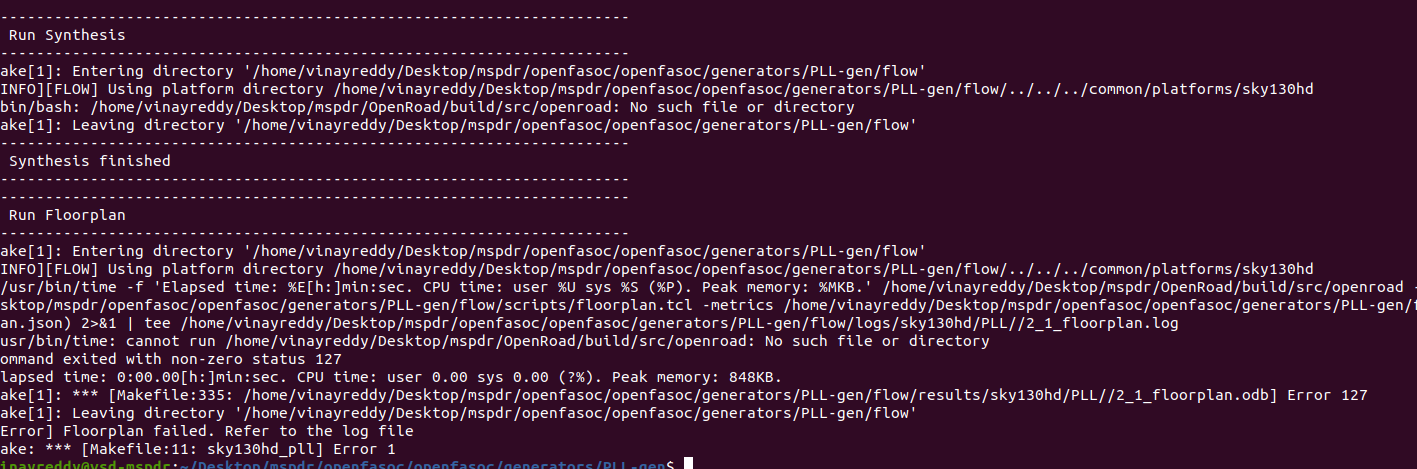 ----------------------------------------------------------------------
Run Synthesis
----------------------------------------------------------------------
ake[1]: Entering directory '/home/vinayreddy/Desktop/mspdr/openfasoc/openfasoc/generators/PLL-gen/flow'
INFO][FLOW] Using platform directory /home/vinayreddy/Desktop/mspdr/openfasoc/openfasoc/generators/PLL-gen/flow/../../../common/platforms/sky130hd
bin/bash: /home/vinayreddy/Desktop/mspdr/OpenRoad/build/src/openroad: No such file or directory
ake[1]: Leaving directory '/home/vinayreddy/Desktop/mspdr/openfasoc/openfasoc/generators/PLL-gen/flow'
----------------------------------------------------------------------
Synthesis finished
----------------------------------------------------------------------
----------------------------------------------------------------------
Run Floorplan
----------------------------------------------------------------------
ake[1]: Entering directory '/home/vinayreddy/Desktop/mspdr/openfasoc/openfasoc/generators/PLL-gen/flow'
INFO][FLOW] Using platform directory /home/vinayreddy/Desktop/mspdr/openfasoc/openfasoc/generators/PLL-gen/flow/../../../common/platforms/sky130hd
/usr/bin/time -f 'Elapsed time: %E[h:]min:sec. CPU time: user %U sys %S (%P). Peak memory: %MKB.' /home/vinayreddy/Desktop/mspdr/OpenRoad/build/src/openroad -
sktop/mspdr/openfasoc/openfasoc/generators/PLL-gen/flow/scripts/floorplan.tcl -metrics /home/vinayreddy/Desktop/mspdr/openfasoc/openfasoc/generators/PLL-gen/f
an.json) 2>&1 | tee /home/vinayreddy/Desktop/mspdr/openfasoc/openfasoc/generators/PLL-gen/flow/logs/sky130hd/PLL//2_1_floorplan.log
usr/bin/time: cannot run /home/vinayreddy/Desktop/mspdr/OpenRoad/build/src/openroad: No such file or directory
ommand exited with non-zero status 127
lapsed time: 0:00.00[h:]min:sec. CPU time: user 0.00 sys 0.00 (?%). Peak memory: 848KB.
ake[1]: *** [Makefile:335: /home/vinayreddy/Desktop/mspdr/openfasoc/openfasoc/generators/PLL-gen/flow/results/sky130hd/PLL//2_1_floorplan.odb] Error 127
ake[1]: Leaving directory '/home/vinayreddy/Desktop/mspdr/openfasoc/openfasoc/generators/PLL-gen/flow'
Error] Floorplan failed. Refer to the log file
ake: *** [Makefile:11: sky130hd_pll] Error 1
inayreddy@vsd-mspdr:~/Desktop/mspdr/openfasoc/openfasoc/generators/PLL-gen$